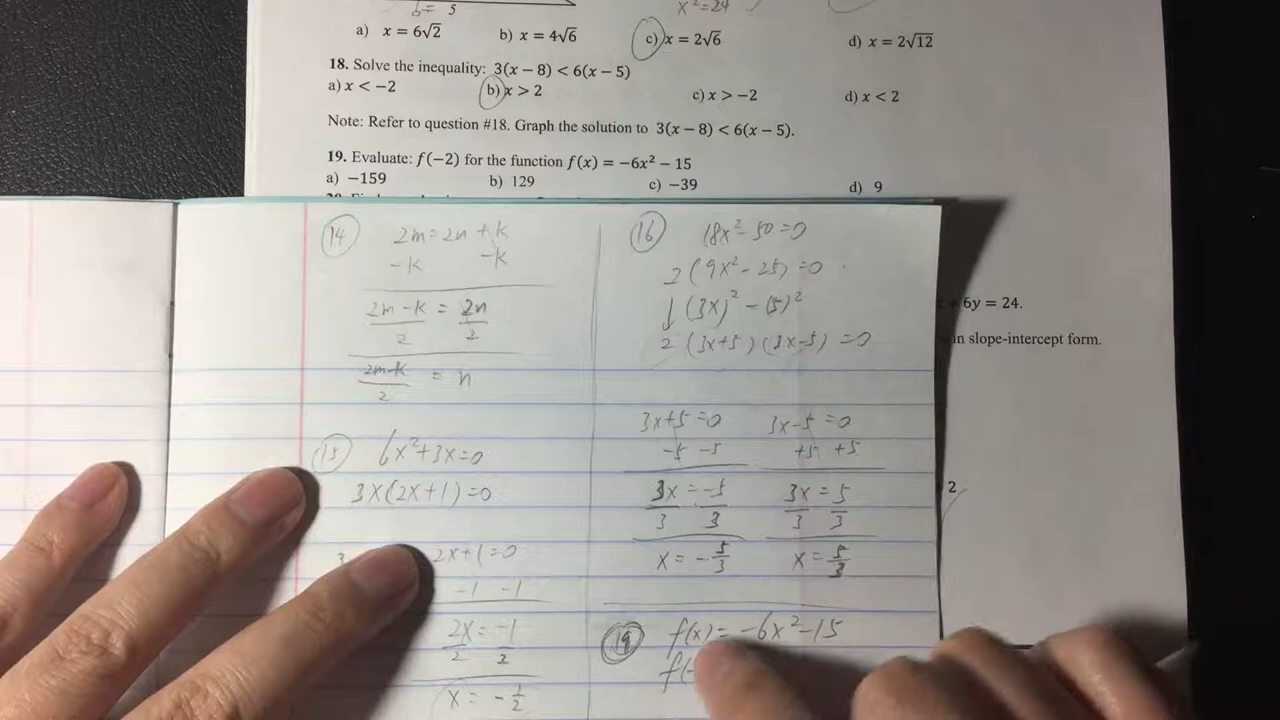 b= 5
x²=24
a) x = 6√2 b) x = 4√6 c) x = 2√6 d) x = 2√12
18. Solve the inequality: 3(x − 8) < 6(x − 5)
a) x < −2 b) x > 2 c) x > −2 d) x < 2
Note: Refer to question #18. Graph the solution to 3(x − 8) < 6(x − 5).
19. Evaluate: f(−2) for the function f(x) = −6x² − 15
a) −159 b) 129 c) −39 d) 9
6y = 24.
in slope-intercept form.
2
14 2m = 2n + k
-k -k
2m-k/2 = 2n/2
2m-k/2 = n
15 6x²+3x=0
3x(2x+1)=0
2x+1=0
-1 -1
2x/2 = -1/2
x = -1/2
16 18x²-50=0
2(9x²-25)=0
↓(3x)²-(5)²
2(3x+5)(3x-5)=0
3x+5=0 3x-5=0
-5 -5 +5 +5
3x/3 = -5/3 3x/3 = 5/3
x = -5/3 x = 5/3
19 f(x)= -6x²-15
f(-